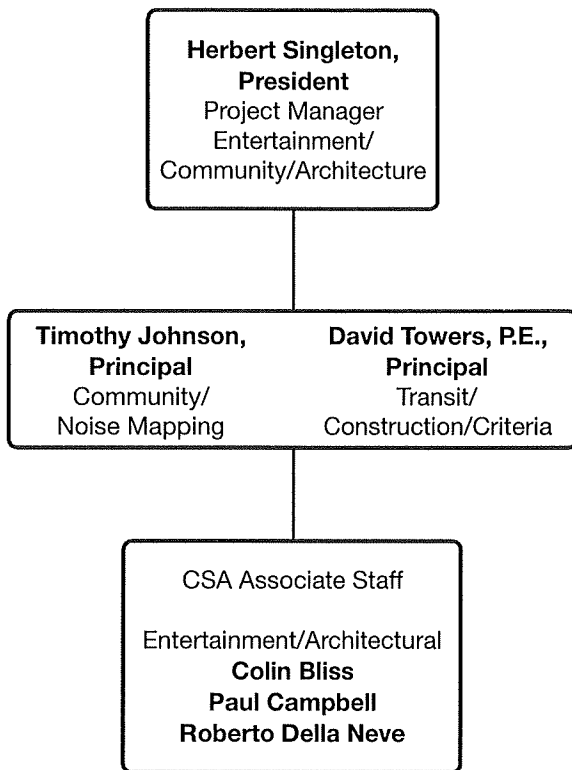 Herbert Singleton,
President
Project Manager
Entertainment/
Community/Architecture
Timothy Johnson,
Principal
Community/
Noise Mapping
David Towers, P.E.,
Principal
Transit/
Construction/Criteria
CSA Associate Staff
Entertainment/Architectural
Colin Bliss
Paul Campbell
Roberto Della Neve